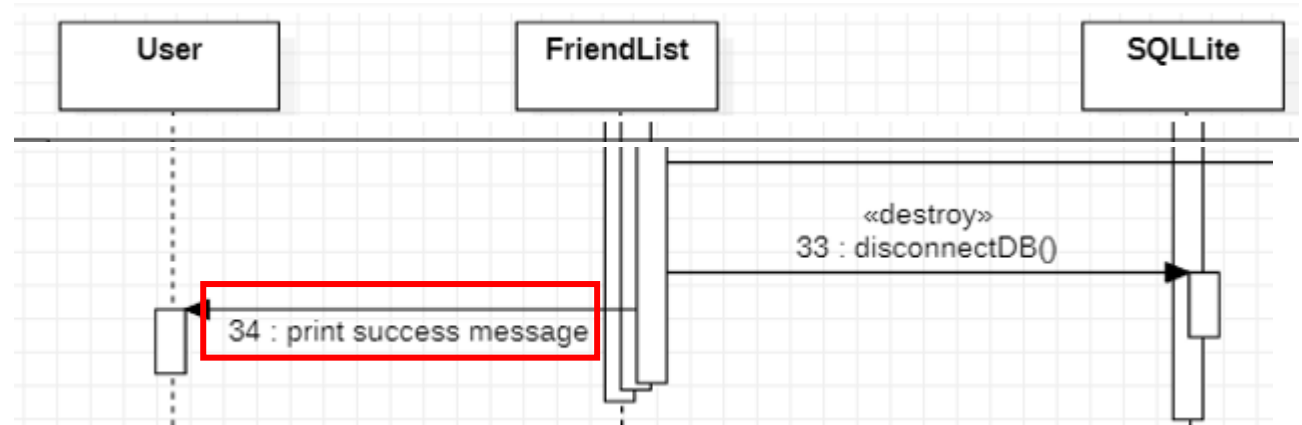 User
FriendList
SQLLite
«destroy»
33 : disconnectDB()
34 : print success message